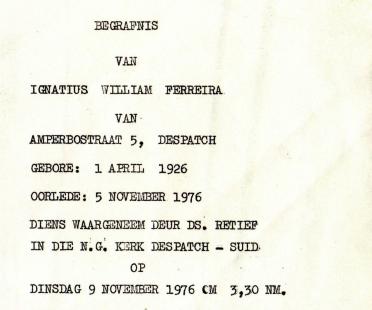 BEGRAFNIS
VAN
IGNATIUS WILLIAM FERREIRA
VAN
AMPERBOSTRAAT 5, DESPATCH
GEBORE: 1 APRIL 1926
OORLEDE: 5 NOVEMBER 1976
DIENS WAARGENEEM DEUR DS. RETIEF
IN DIE N.G. KERK DESPATCH - SUID.
OP
DINSDAG 9 NOVEMBER 1976 OM 3,30 NM.